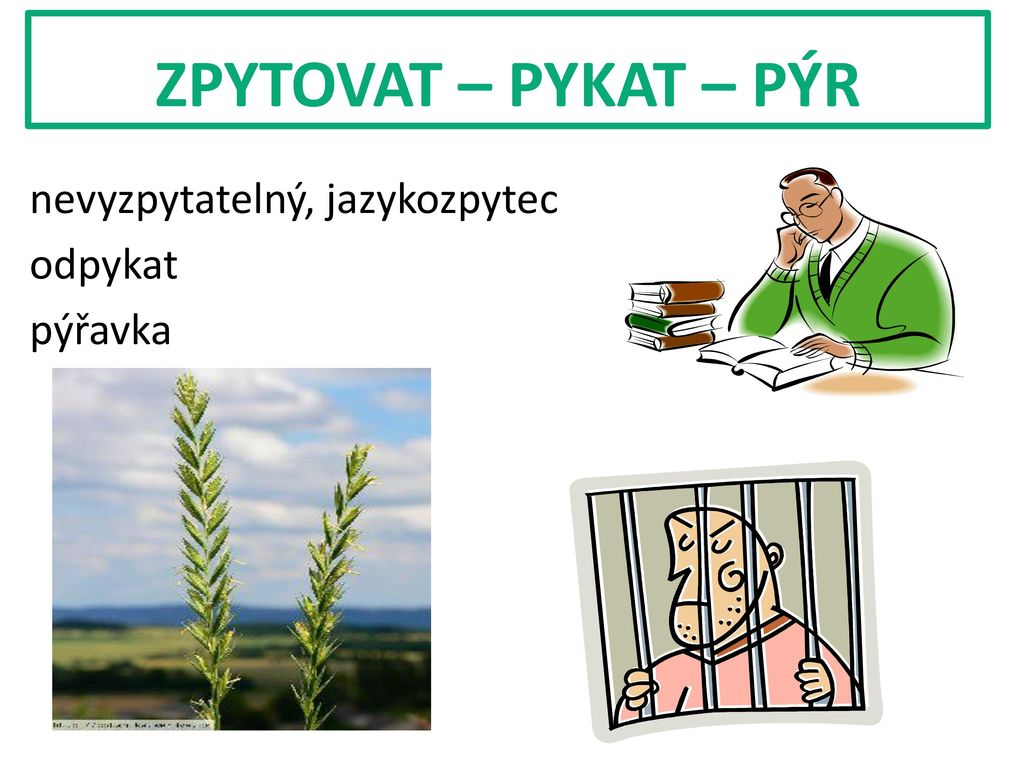 ZPYTOVAT – PYKAT – PÝR
nevyzpytatelný, jazykozpytec
odpykat
pýřavka